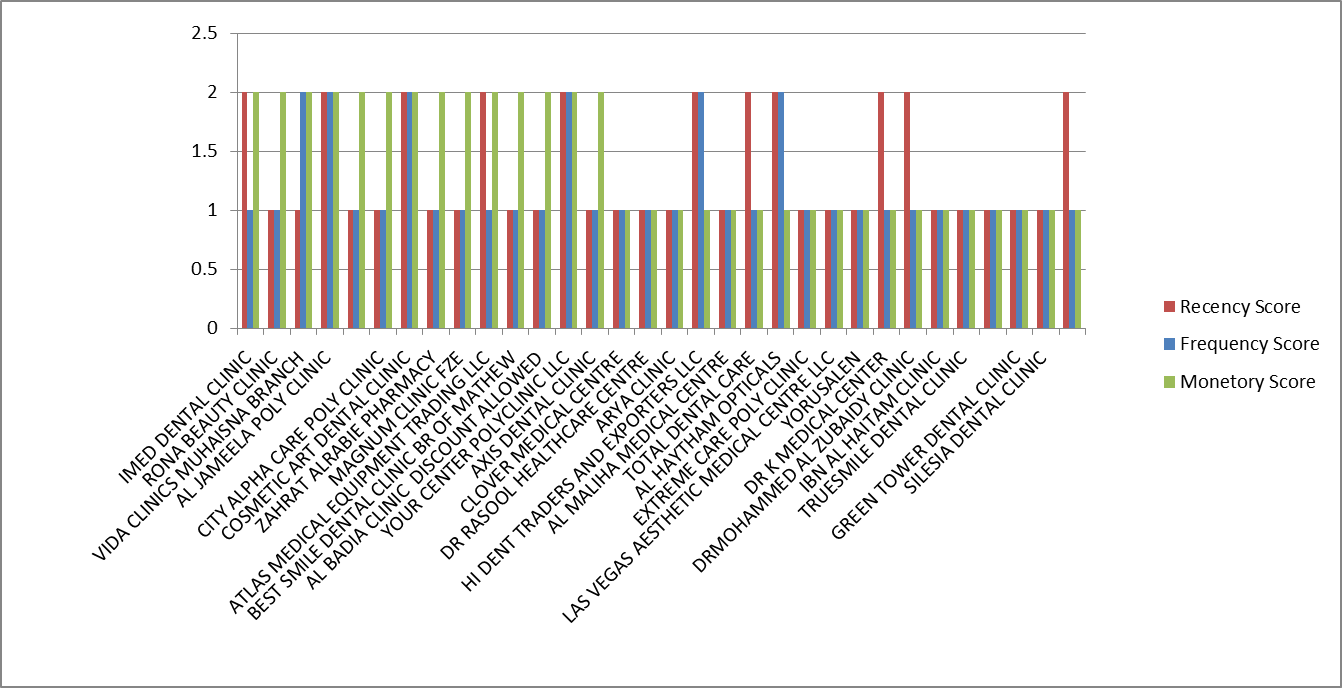 2.5
2
1.5
1
0.5
0
Recency Score
Frequency Score
Monetory Score
IMED DENTAL CLINIC
RONA BEAUTY CLINIC
VIDA CLINICS MUHAISNA BRANCH
AL JAMEELA POLY CLINIC
CITY ALPHA CARE POLY CLINIC
COSMETIC ART DENTAL CLINIC
ZAHRAT ALRABIE PHARMACY
MAGNUM CLINIC FZE
ATLAS MEDICAL EQUIPMENT TRADING LLC
BEST SMILE DENTAL CLINIC BR OF MATHEW
AL BADIA CLINIC  DISCOUNT ALLOWED
YOUR CENTER POLYCLINIC LLC
AXIS DENTAL CLINIC
CLOVER MEDICAL CENTRE
DR RASOOL HEALTHCARE CENTRE
ARYA CLINIC
HI DENT TRADERS AND EXPORTERS LLC
AL MALIHA MEDICAL CENTRE
TOTAL DENTAL CARE
AL HAYTHAM OPTICALS
EXTREME CARE POLY CLINIC
LAS VEGAS AESTHETIC MEDICAL CENTRE LLC
YORUSALEN
DR K MEDICAL CENTER
DRMOHAMMED AL ZUBAIDY CLINIC
IBN AL HAITAM CLINIC
TRUESMILE DENTAL CLINIC
GREEN TOWER DENTAL CLINIC
SILESIA DENTAL CLINIC